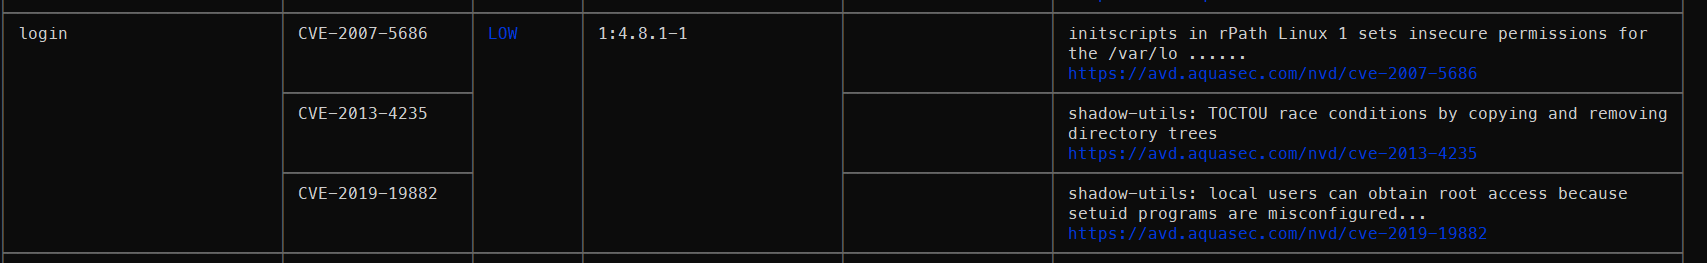 login CVE-2007-5686 LOW 1:4.8.1-1 initscripts in rPath Linux 1 sets insecure permissions for
the /var/lo ......
https://avd.aquasec.com/nvd/cve-2007-5686
CVE-2013-4235 shadow-utils: TOCTOU race conditions by copying and removing
directory trees
https://avd.aquasec.com/nvd/cve-2013-4235
CVE-2019-19882 shadow-utils: local users can obtain root access because
setuid programs are misconfigured...
https://avd.aquasec.com/nvd/cve-2019-19882